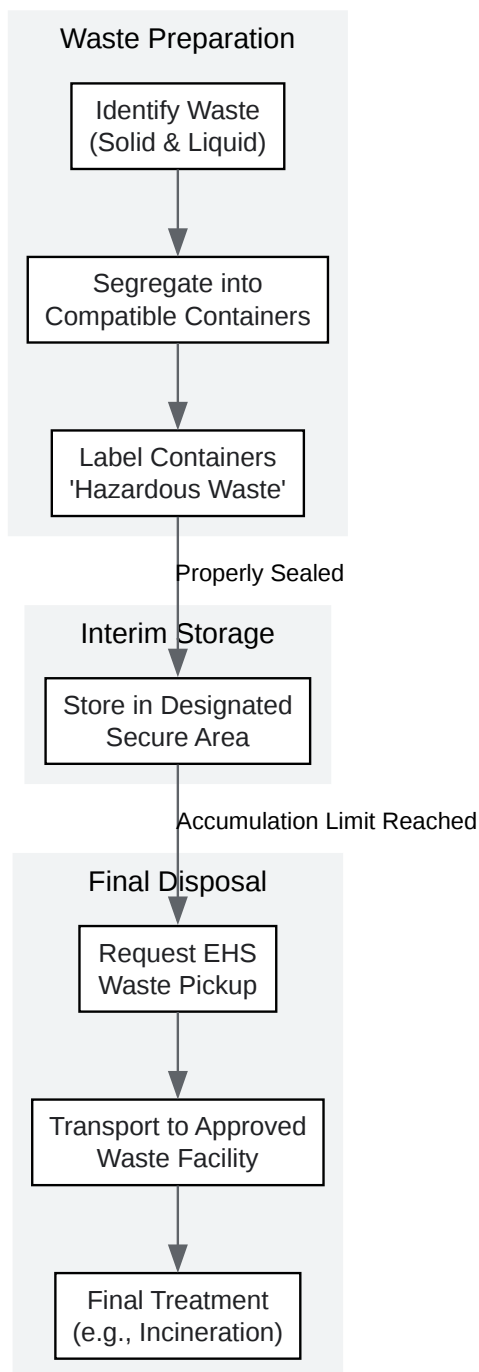 Waste Preparation
Identify Waste
(Solid & Liquid)
Segregate into
Compatible Containers
Label Containers
'Hazardous Waste'
Properly Sealed
Interim Storage
Store in Designated
Secure Area
Accumulation Limit Reached
Final Disposal
Request EHS
Waste Pickup
Transport to Approved
Waste Facility
Final Treatment
(e.g., Incineration)